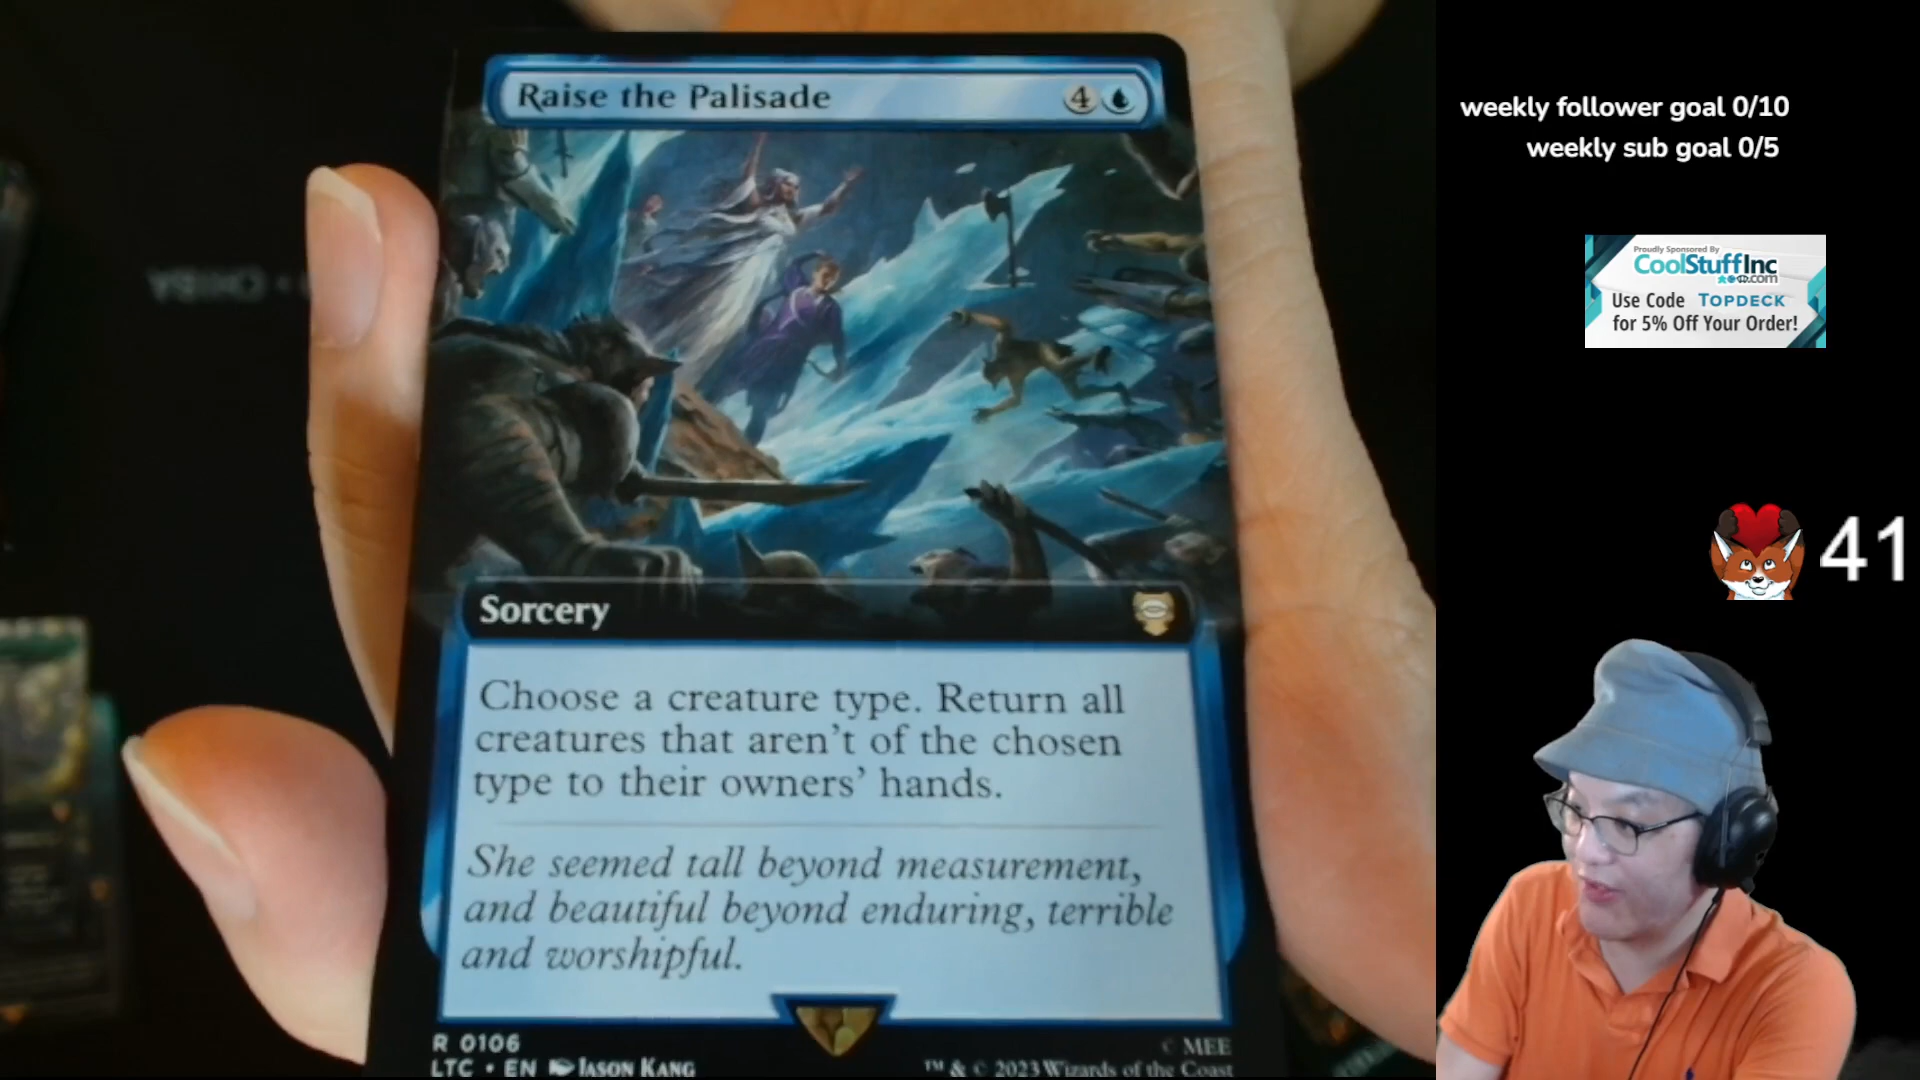 Raise the Palisade 4
Sorcery
Choose a creature type. Return all
creatures that aren't of the chosen
type to their owners' hands.
She seemed tall beyond measurement,
and beautiful beyond enduring, terrible
and worshipful.
R 0106
LTC • EN Jason Kang
© MEE
™ & © 2023 Wizards of the Coast
weekly follower goal 0/10
weekly sub goal 0/5
Proudly Sponsored By
CoolStuffInc
.com
Use Code TOPDECK
for 5% Off Your Order!
41